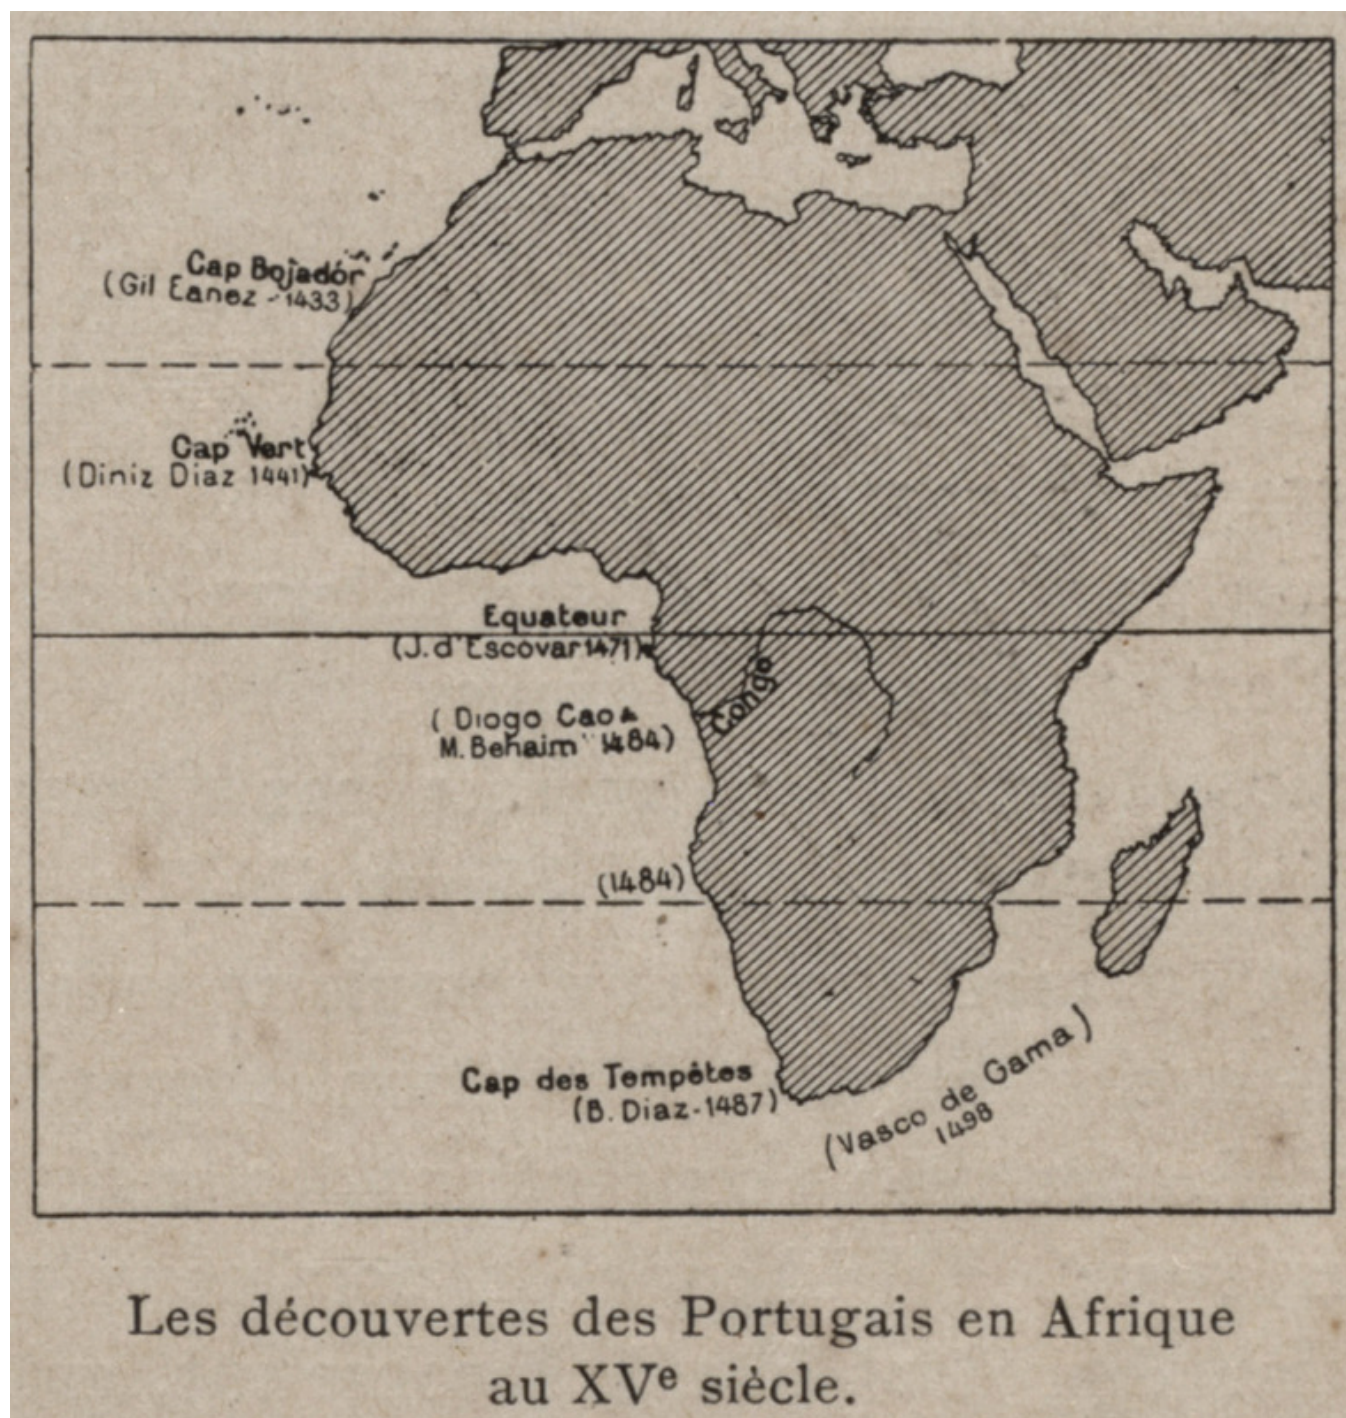 Cap Bojadór
(Gil Eanez - 1433)
Cap Vert
(Diniz Diaz 1441)
Equateur
(J. d'Escovar 1471)
Congo
(Diogo Cao &
M. Behaim 1484)
(1484)
Cap des Tempêtes
(B. Diaz - 1487)
(Vasco de Gama)
1498
Les découvertes des Portugais en Afrique
au XVe siècle.